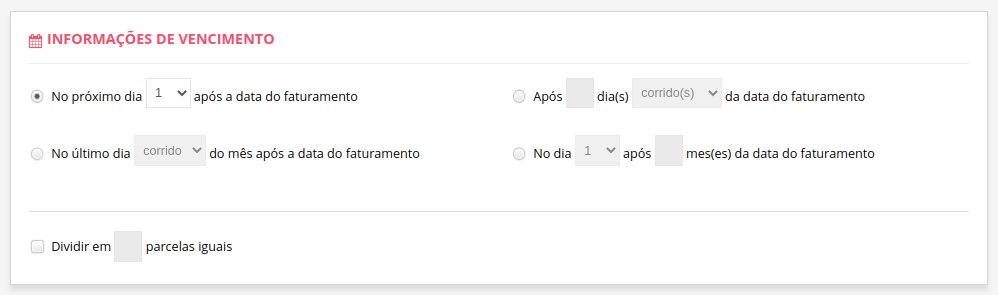 INFORMAÇÕES DE VENCIMENTO
No próximo dia 1 após a data do faturamento
Após dia(s) corrido(s) da data do faturamento
No último dia corrido do mês após a data do faturamento
No dia 1 após mes(es) da data do faturamento
Dividir em parcelas iguais